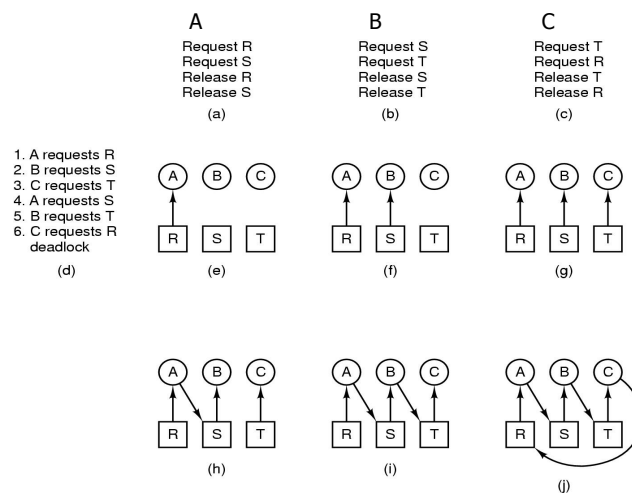 A B C
Request R
Request S
Release R
Release S
(a)
Request S
Request T
Release S
Release T
(b)
Request T
Request R
Release T
Release R
(c)
1. A requests R
2. B requests S
3. C requests T
4. A requests S
5. B requests T
6. C requests R
deadlock
(d)
A B C
R S T
(e)
A B C
R S T
(f)
A B C
R S T
(g)
A B C
R S T
(h)
A B C
R S T
(i)
A B C
R S T
(j)